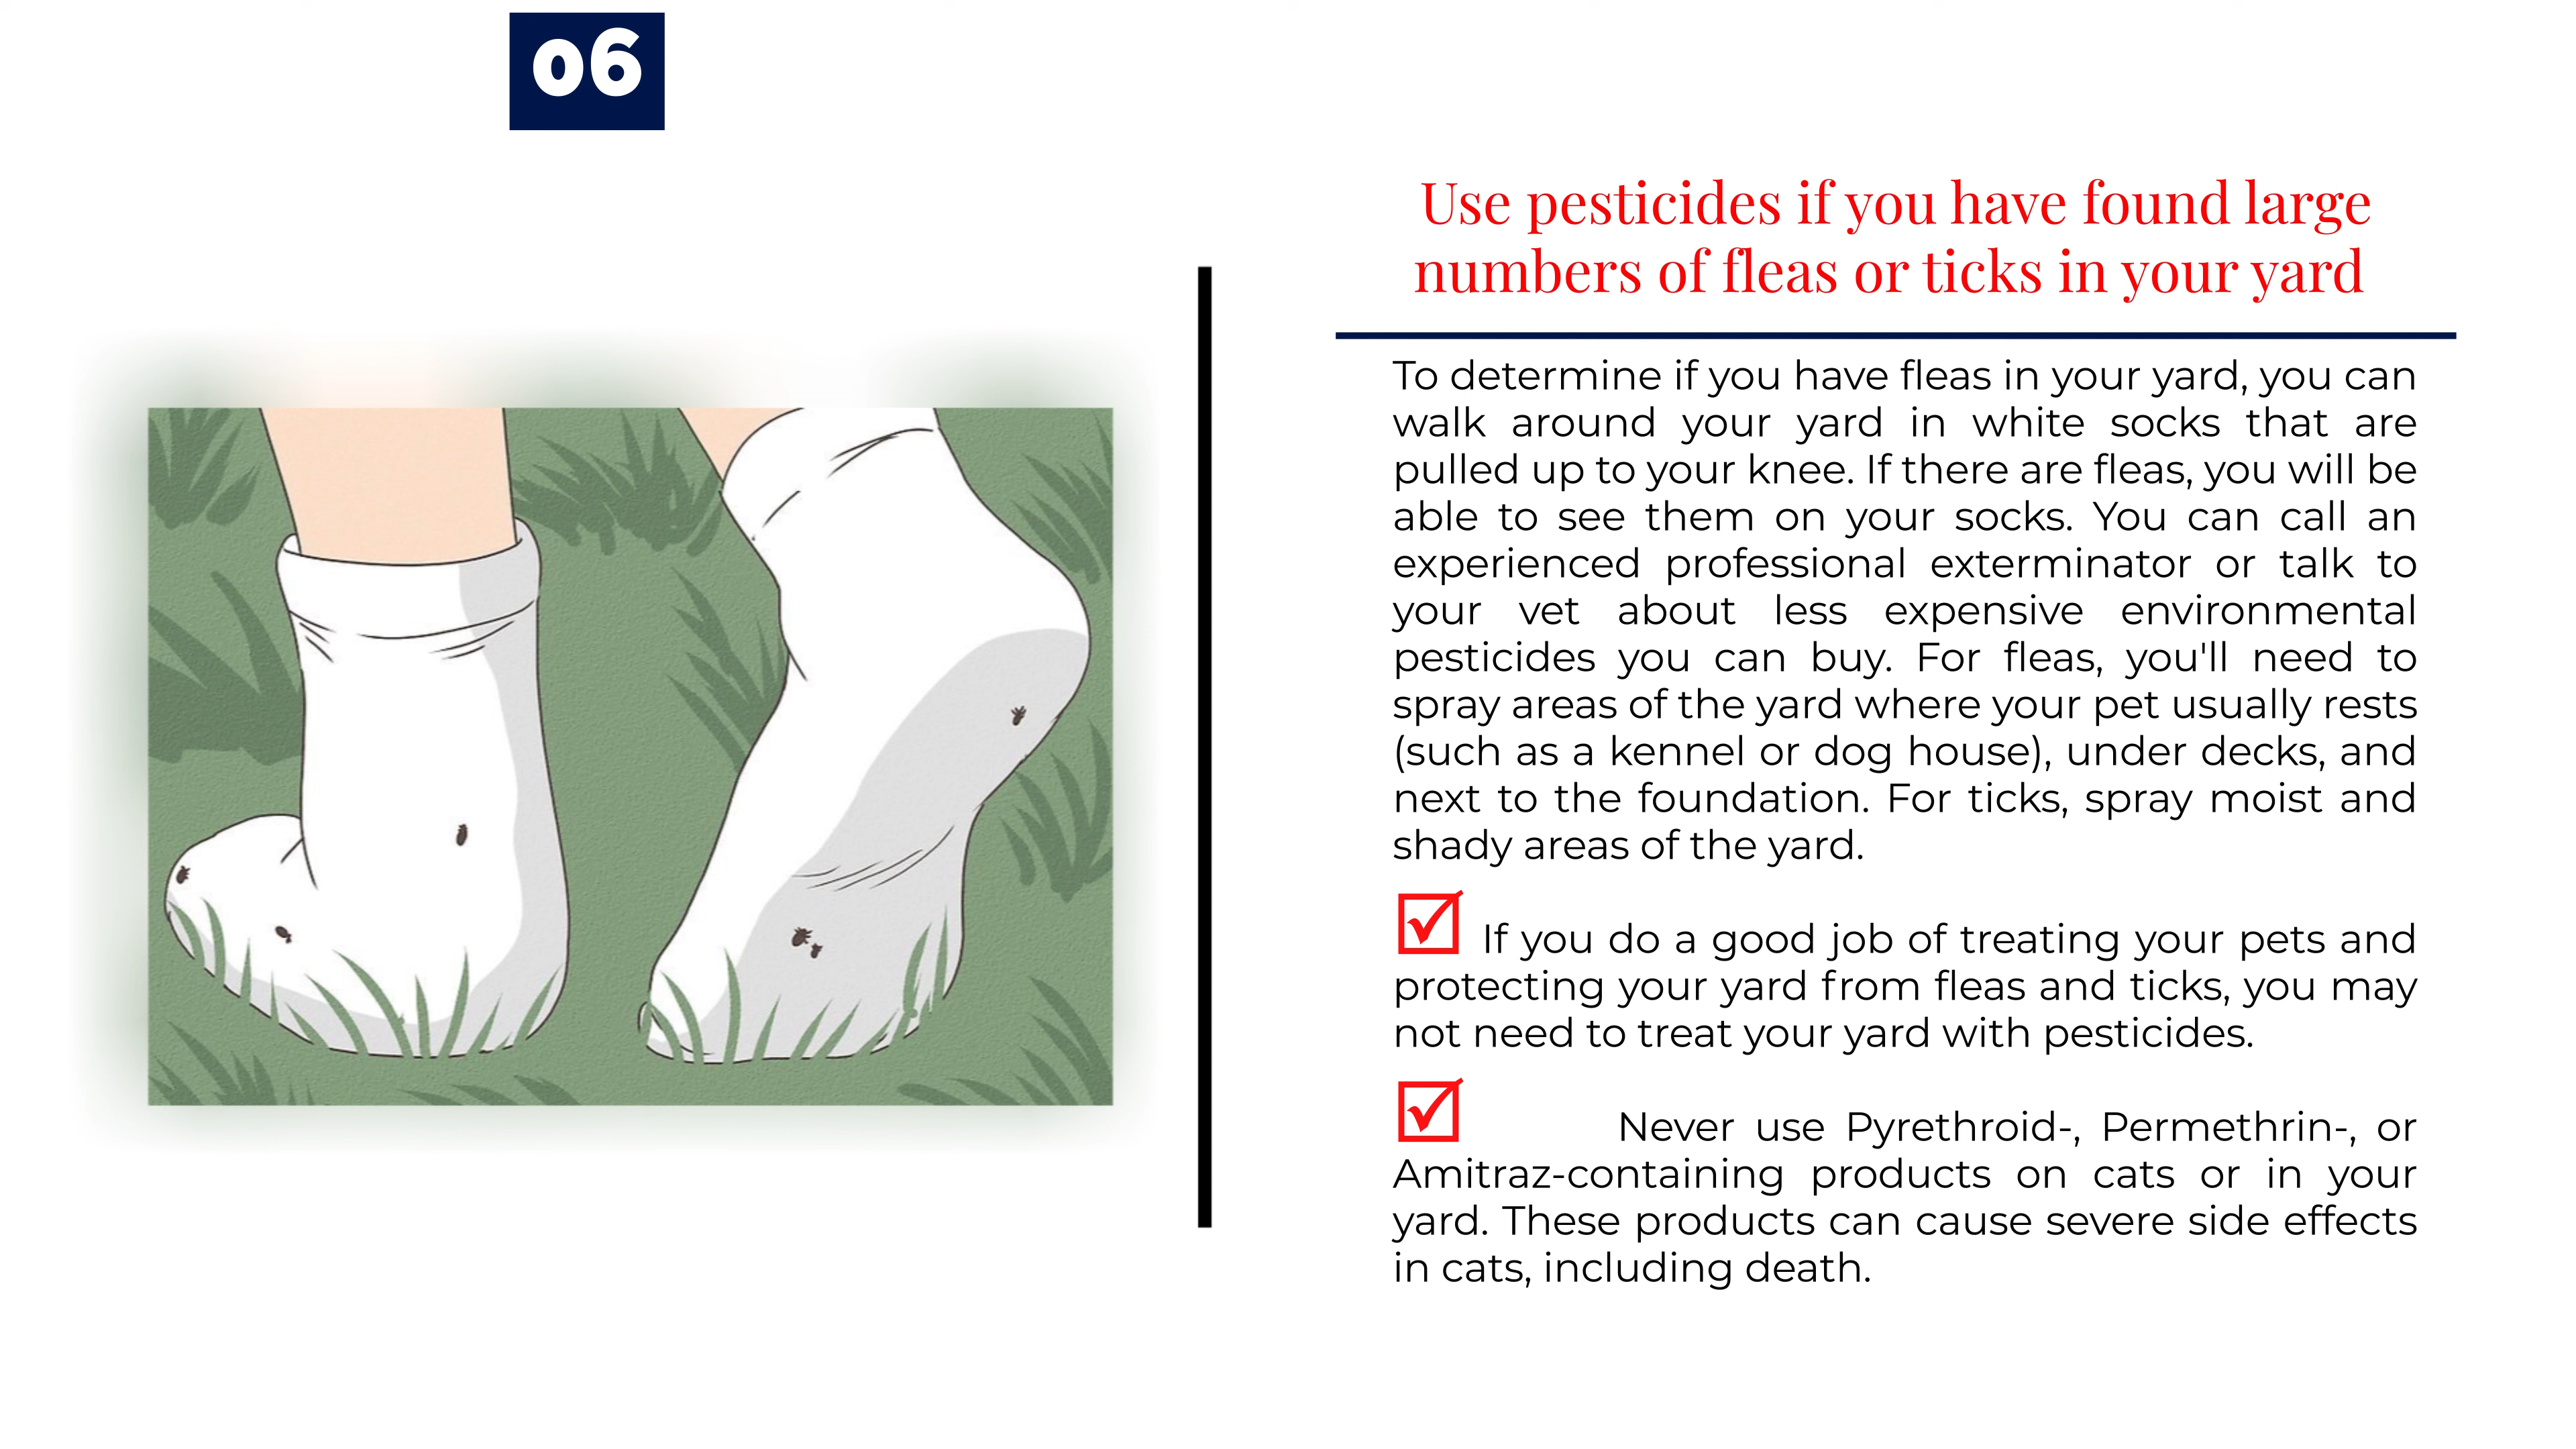 06
Use pesticides if you have found large
numbers of fleas or ticks in your yard
To determine if you have fleas in your yard, you can
walk around your yard in white socks that are
pulled up to your knee. If there are fleas, you will be
able to see them on your socks. You can call an
experienced professional exterminator or talk to
your vet about less expensive environmental
pesticides you can buy. For fleas, you'll need to
spray areas of the yard where your pet usually rests
(such as a kennel or dog house), under decks, and
next to the foundation. For ticks, spray moist and
shady areas of the yard.
If you do a good job of treating your pets and
protecting your yard from fleas and ticks, you may
not need to treat your yard with pesticides.
Never use Pyrethroid-, Permethrin-, or
Amitraz-containing products on cats or in your
yard. These products can cause severe side effects
in cats, including death.